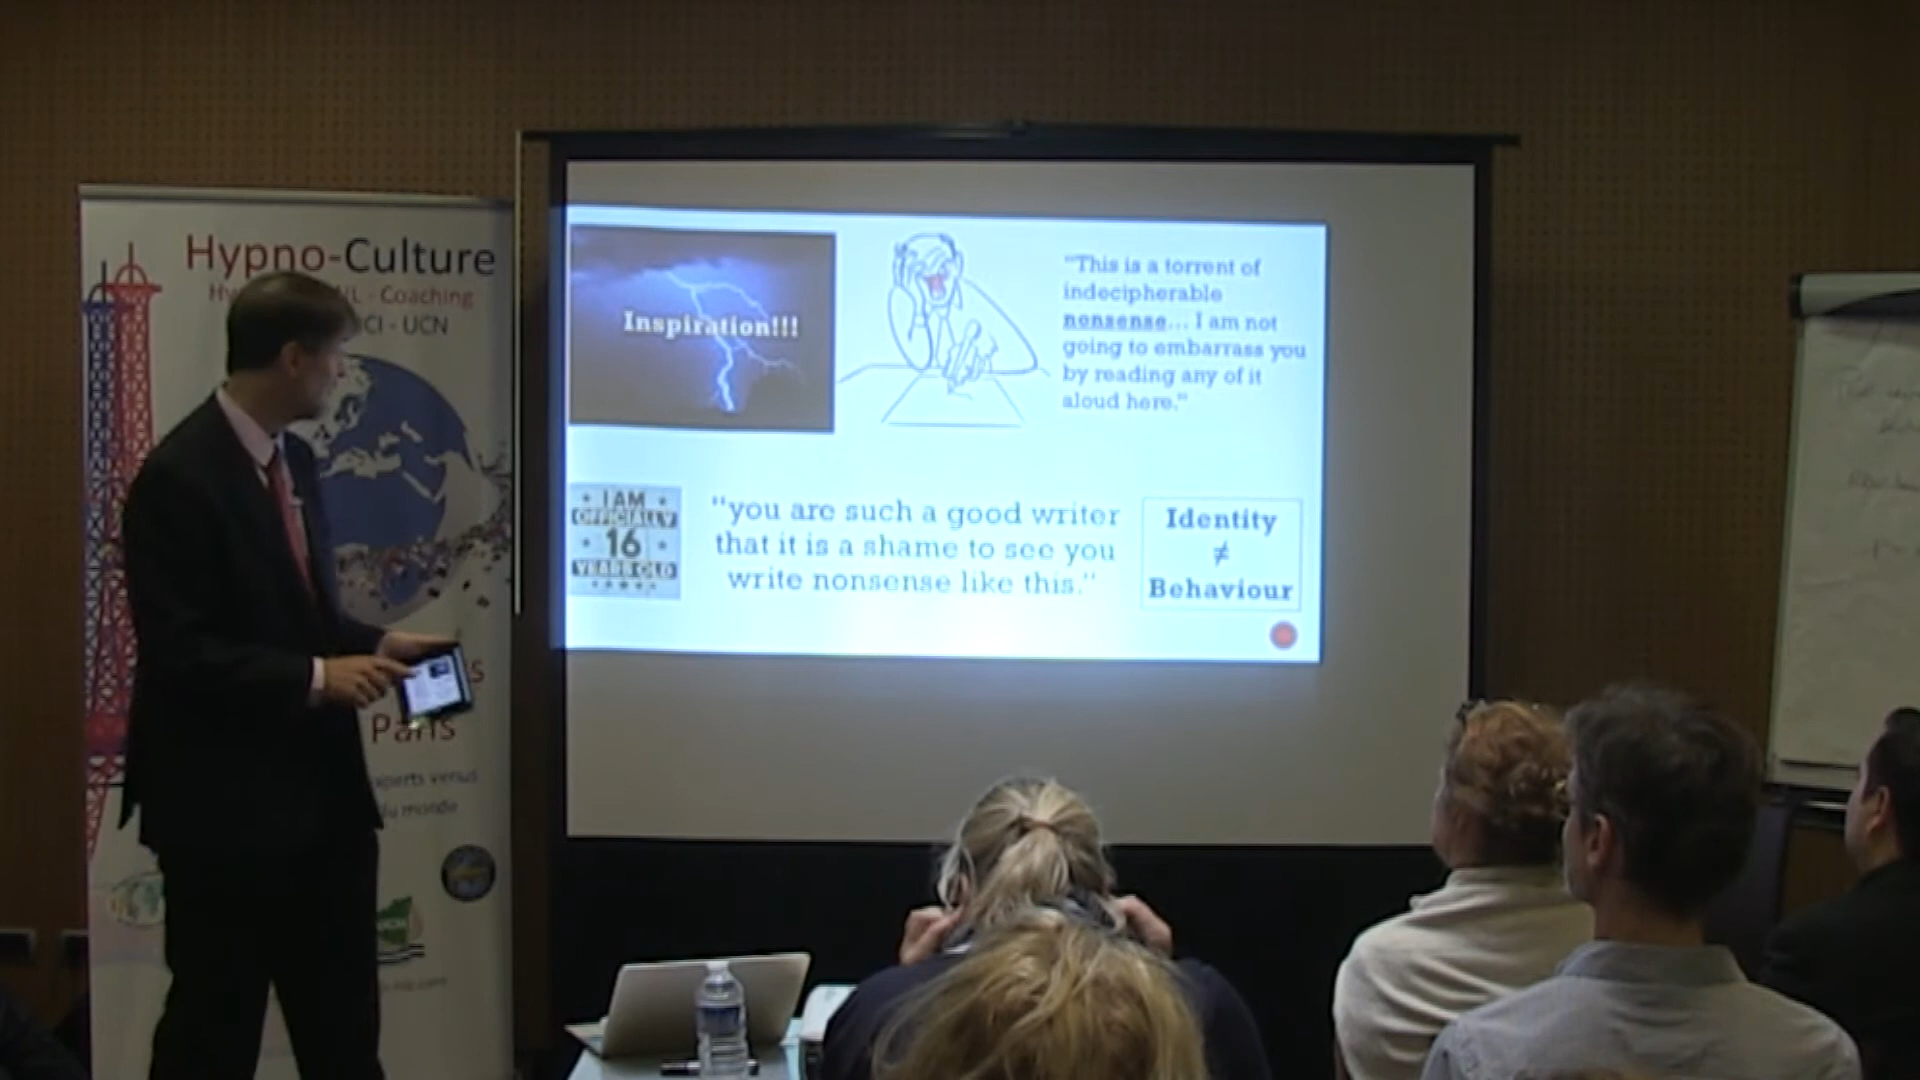 Hypno-Culture
- Coaching
- UCN
Paris
experts venus
du monde
Inspiration!!!
"This is a torrent of
indecipherable
nonsense... I am not
going to embarrass you
by reading any of it
aloud here."
I AM
OFFICIALLY
16
YEARS OLD
"you are such a good writer
that it is a shame to see you
write nonsense like this."
Identity
≠
Behaviour